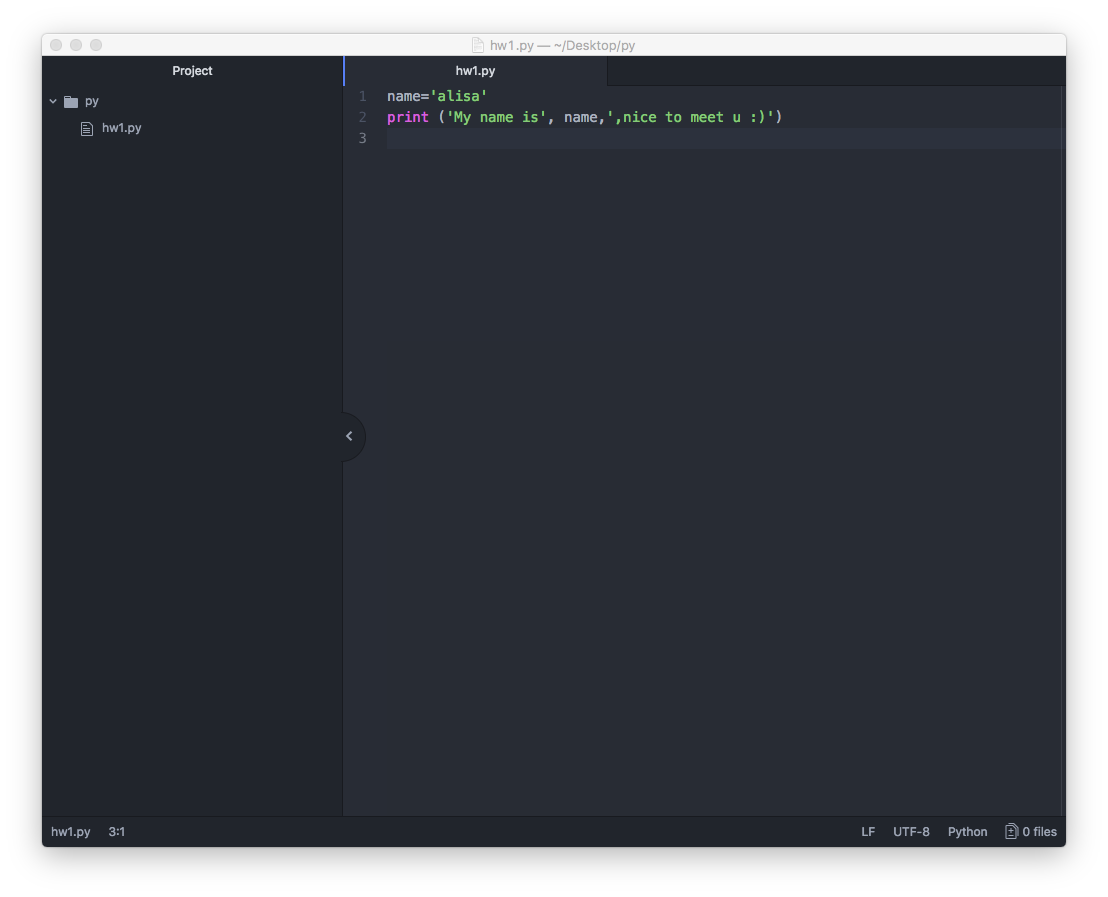 hw1.py — ~/Desktop/py
Project
hw1.py
py
hw1.py
1 name='alisa'
2 print ('My name is', name,',nice to meet u :)')
3
hw1.py 3:1 LF UTF-8 Python 0 files